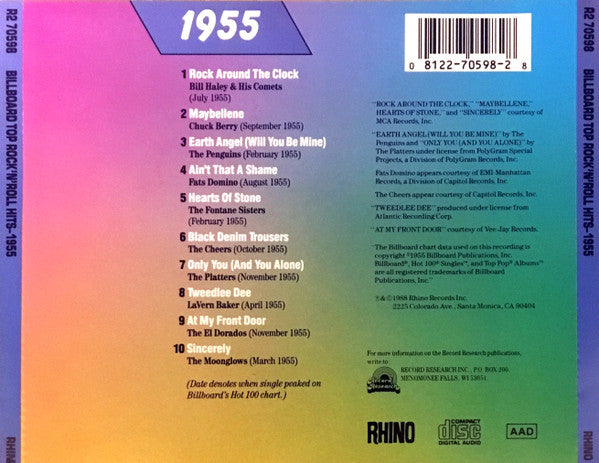 R2 70598 BILLBOARD TOP ROCK'N'ROLL HITS-1955 RHINO
1955
1 Rock Around The Clock
Bill Haley & His Comets
(July 1955)
2 Maybellene
Chuck Berry (September 1955)
3 Earth Angel (Will You Be Mine)
The Penguins (February 1955)
4 Ain't That A Shame
Fats Domino (August 1955)
5 Hearts Of Stone
The Fontane Sisters
(February 1955)
6 Black Denim Trousers
The Cheers (October 1955)
7 Only You (And You Alone)
The Platters (November 1955)
8 Tweedlee Dee
LaVern Baker (April 1955)
9 At My Front Door
The El Dorados (November 1955)
10 Sincerely
The Moonglows (March 1955)
(Date denotes when single peaked on
Billboard's Hot 100 chart.)
0 8122-70598-2 8
"ROCK AROUND THE CLOCK," "MAYBELLENE,"
HEARTS OF STONE," and "SINCERELY" courtesy of
MCA Records, Inc.
"EARTH ANGEL (WILL YOU BE MINE)" by The
Penguins and "ONLY YOU (AND YOU ALONE)" by
The Platters under license from PolyGram Special
Projects, a Division of PolyGram Records, Inc.
Fats Domino appears courtesy of EMI-Manhattan
Records, a Division of Capitol Records, Inc.
The Cheers appear courtesy of Capitol Records, Inc.
"TWEEDLEE DEE" produced under license from
Atlantic Recording Corp.
"AT MY FRONT DOOR" courtesy of Vee-Jay Records.
The Billboard chart data used on this recording is
copyright ©1955 Billboard Publications, Inc.
Billboard®, Hot 100® Singles™, and Top Pop® Albums™
are all registered trademarks of Billboard
Publications, Inc.
℗&©1988 Rhino Records Inc.
2225 Colorado Ave., Santa Monica, CA 90404
For more information on the Record Research publications,
write to
Record Research
RECORD RESEARCH INC. P.O. BOX 200,
MENOMONEE FALLS, WI 53051
RHINO
COMPACT disc DIGITAL AUDIO
AAD
R2 70598 BILLBOARD TOP ROCK'N'ROLL HITS-1955 RHINO